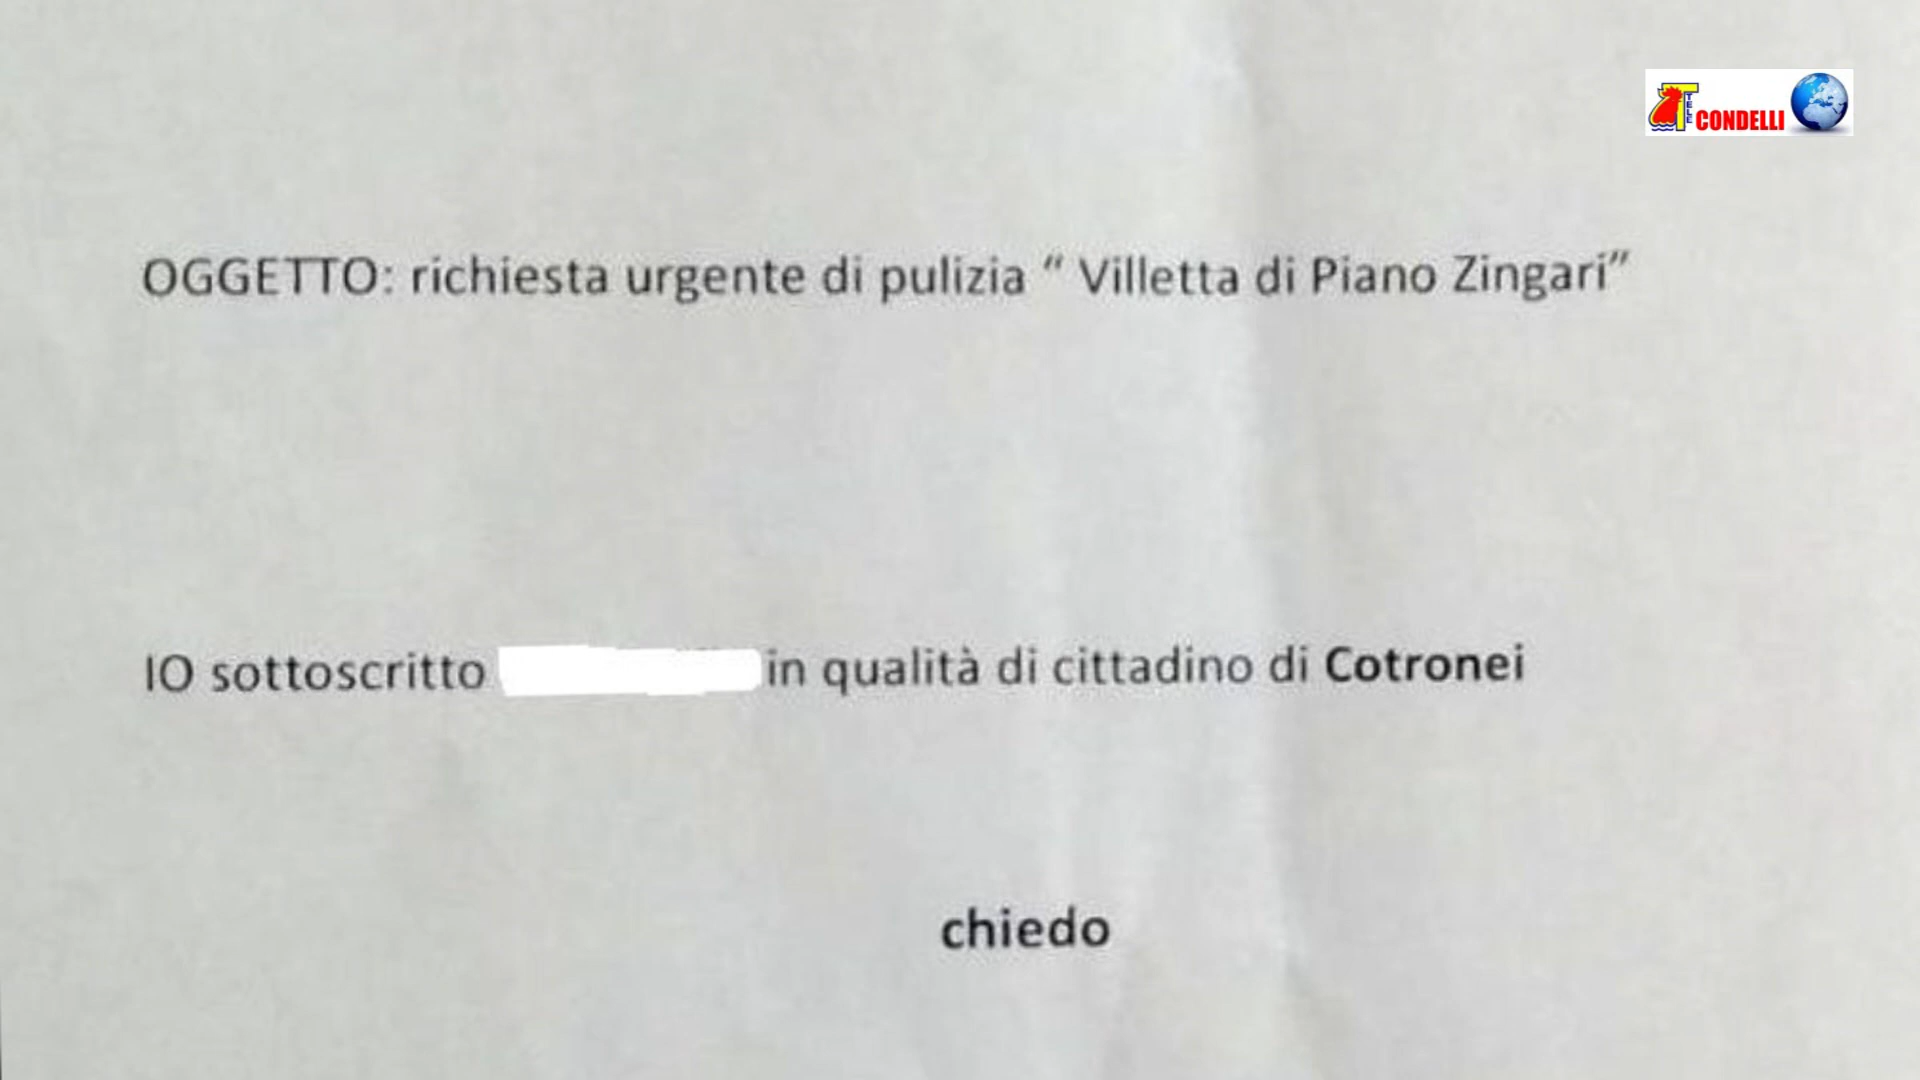 TELE
CONDELLI
OGGETTO: richiesta urgente di pulizia “ Villetta di Piano Zingari”
IO sottoscritto in qualità di cittadino di Cotronei
chiedo